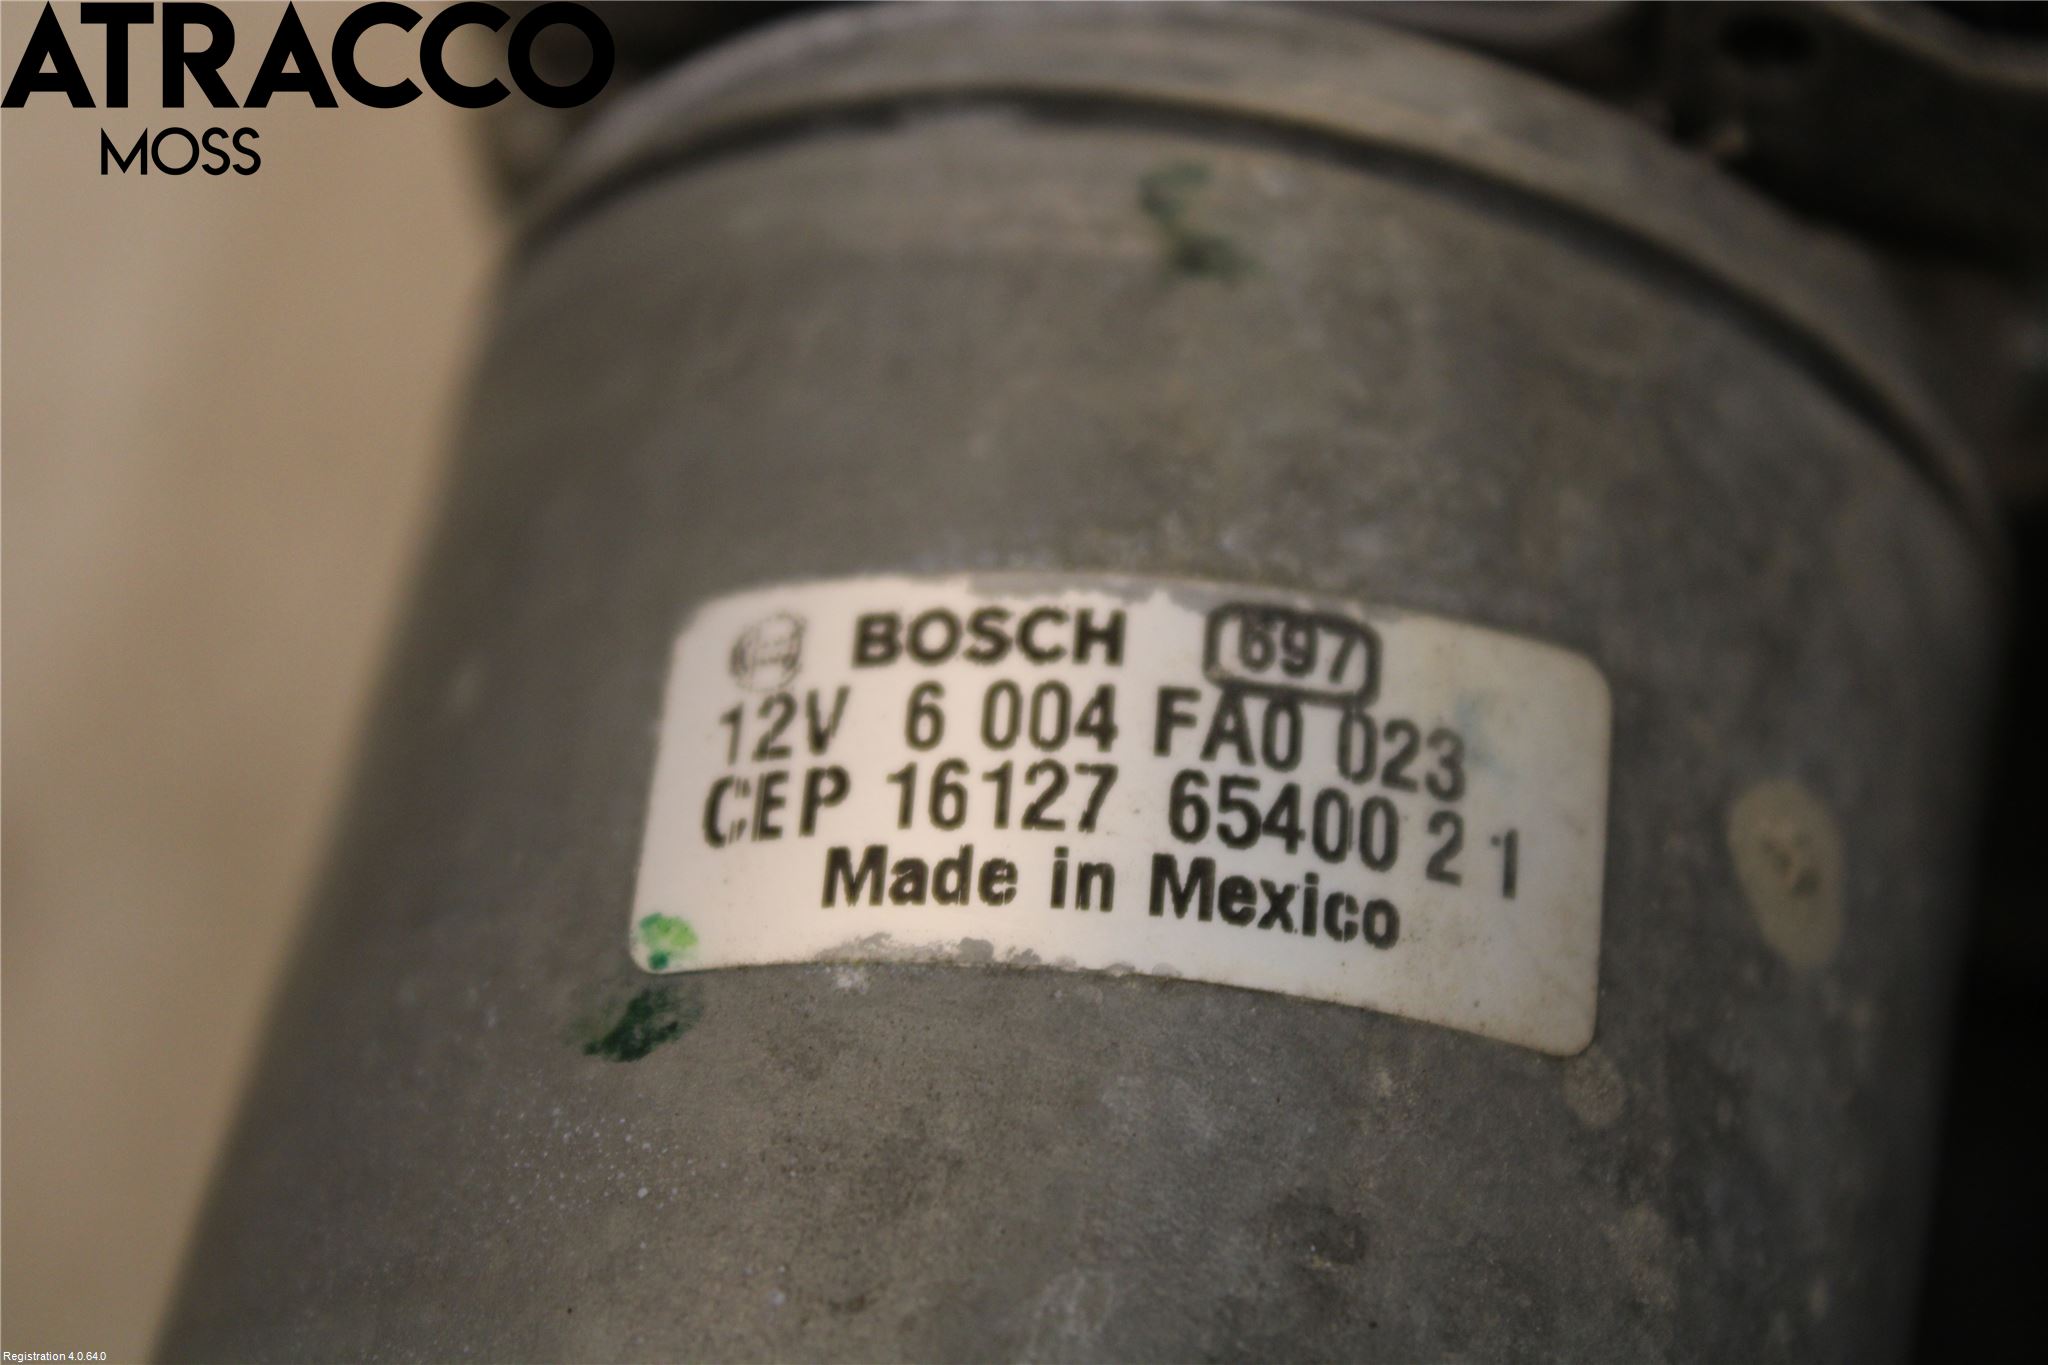 ATRACCO
MOSS
BOSCH 697
12V 6 004 FA0 023
CEP 16127 65400 2 1
Made in Mexico
Registration 4.0.64.0